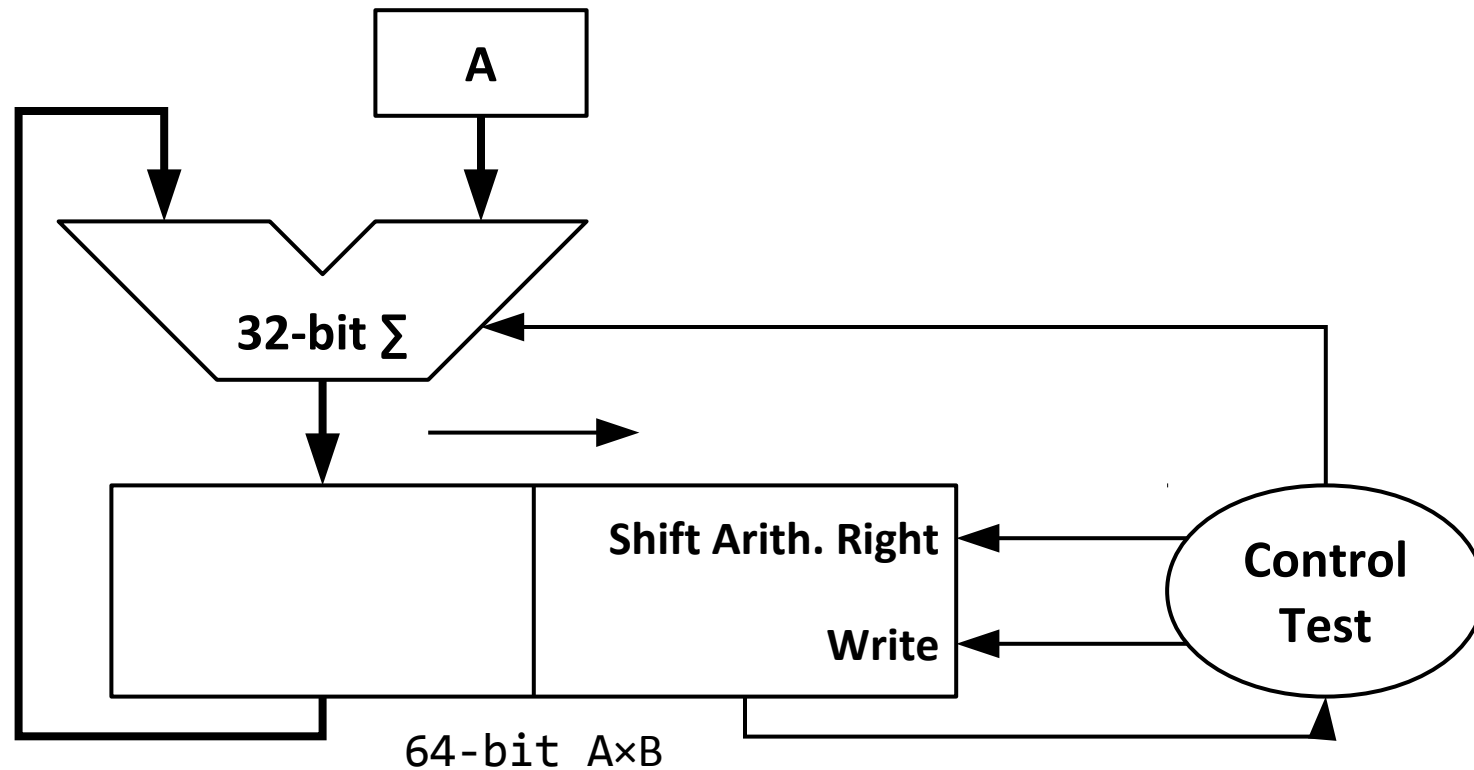 A
32-bit ∑
Shift Arith. Right
Control
Test
Write
64-bit A×B